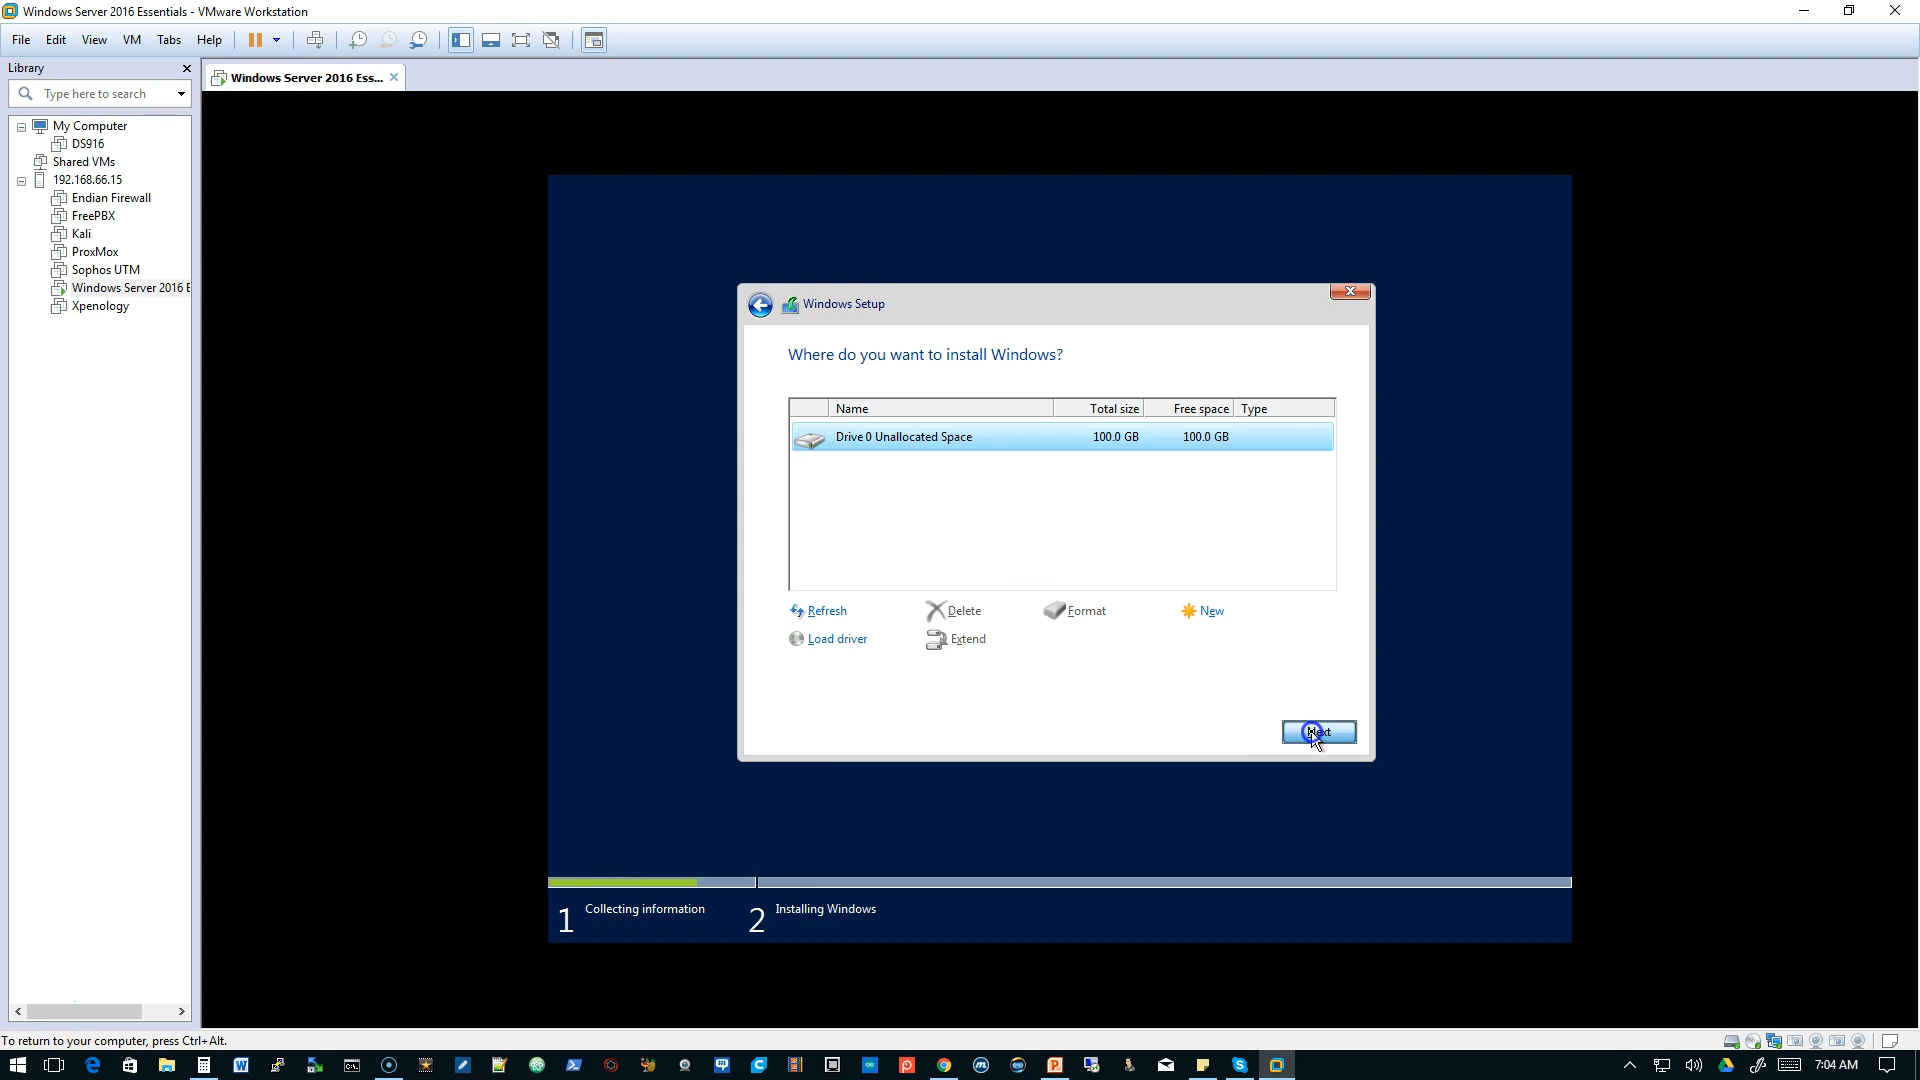 Windows Server 2016 Essentials - VMware Workstation
File Edit View VM Tabs Help
Library
Windows Server 2016 Ess...
Type here to search
My Computer
DS916
Shared VMs
192.168.66.15
Endian Firewall
FreePBX
Kali
ProxMox
Sophos UTM
Windows Server 2016 E
Xpenology
Windows Setup
Where do you want to install Windows?
Name Total size Free space Type
Drive 0 Unallocated Space 100.0 GB 100.0 GB
Refresh Delete Format New
Load driver Extend
Next
1 Collecting information 2 Installing Windows
To return to your computer, press Ctrl+Alt.
7:04 AM